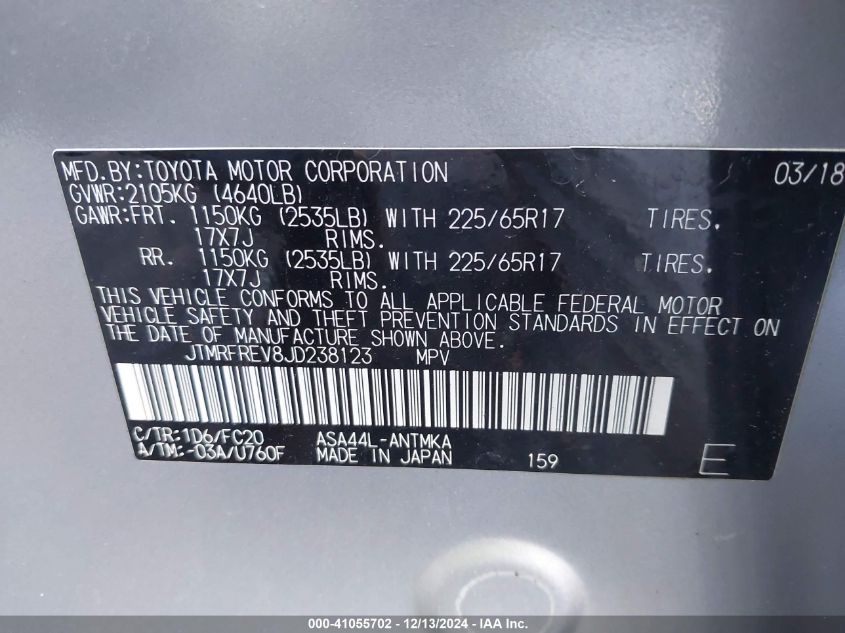 MFD.BY:TOYOTA MOTOR CORPORATION 03/18
GVWR:2105KG (4640LB)
GAWR:FRT. 1150KG (2535LB) WITH 225/65R17 TIRES.
17X7J RIMS.
RR. 1150KG (2535LB) WITH 225/65R17 TIRES.
17X7J RIMS.
THIS VEHICLE CONFORMS TO ALL APPLICABLE FEDERAL MOTOR
VEHICLE SAFETY AND THEFT PREVENTION STANDARDS IN EFFECT ON
THE DATE OF MANUFACTURE SHOWN ABOVE.
JTMRFREV8JD238123 MPV
C/TR:1D6/FC20 ASA44L-ANTMKA
A/TM:-03A/U760F MADE IN JAPAN 159 E
000-41055702 - 12/13/2024 - IAA Inc.